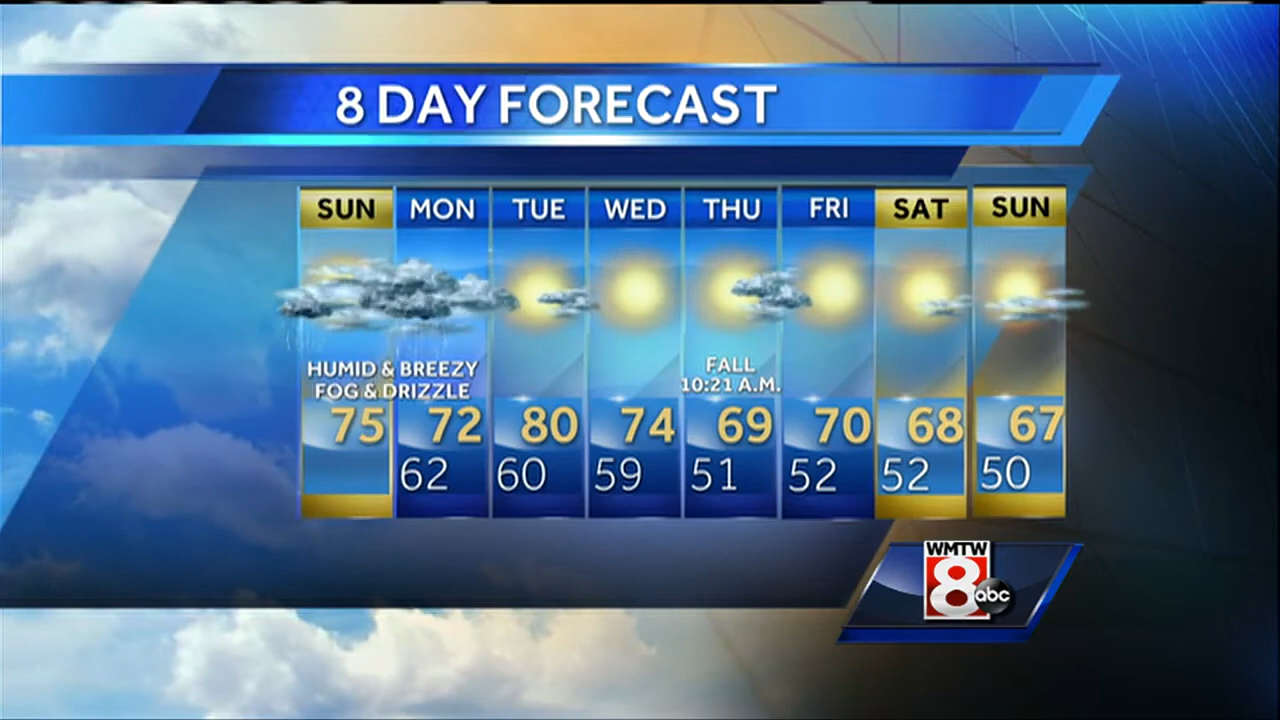 8 DAY FORECAST
SUN MON TUE WED THU FRI SAT SUN
HUMID & BREEZY
FOG & DRIZZLE
FALL
10:21 A.M.
75 72 80 74 69 70 68 67
62 60 59 51 52 52 50
WMTW
8
abc